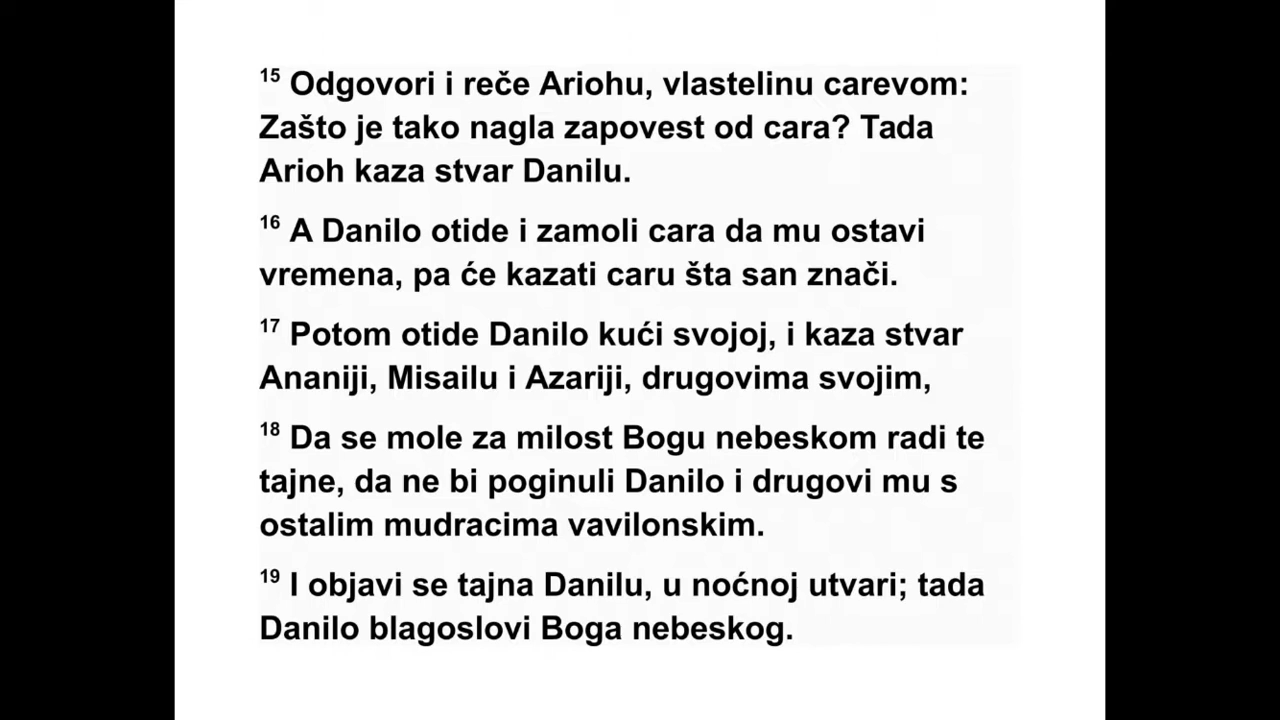 15 Odgovori i reče Ariohu, vlastelinu carevom:
Zašto je tako nagla zapovest od cara? Tada
Arioh kaza stvar Danilu.
16 A Danilo otide i zamoli cara da mu ostavi
vremena, pa će kazati caru šta san znači.
17 Potom otide Danilo kući svojoj, i kaza stvar
Ananiji, Misailu i Azariji, drugovima svojim,
18 Da se mole za milost Bogu nebeskom radi te
tajne, da ne bi poginuli Danilo i drugovi mu s
ostalim mudracima vavilonskim.
19 I objavi se tajna Danilu, u noćnoj utvari; tada
Danilo blagoslovi Boga nebeskog.